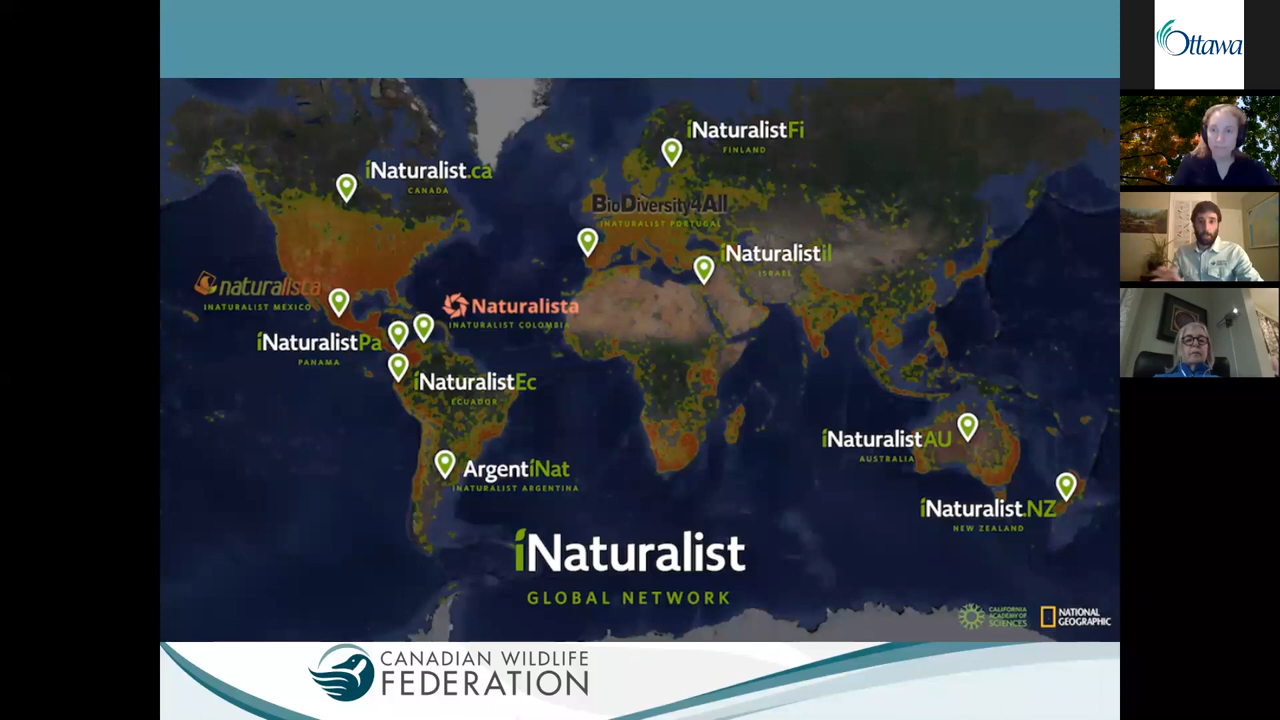 iNaturalistFi
FINLAND
iNaturalist.ca
CANADA
BioDiversity4All
INATURALIST PORTUGAL
iNaturalistil
ISRAEL
naturalista
INATURALIST MEXICO
Naturalista
INATURALIST COLOMBIA
iNaturalistPa
PANAMA
iNaturalistEc
ECUADOR
iNaturalistAU
AUSTRALIA
ArgentiNat
INATURALIST ARGENTINA
iNaturalist.NZ
NEW ZEALAND
iNaturalist
GLOBAL NETWORK
CALIFORNIA
ACADEMY OF
SCIENCES
NATIONAL
GEOGRAPHIC
CANADIAN WILDLIFE
FEDERATION
Ottawa